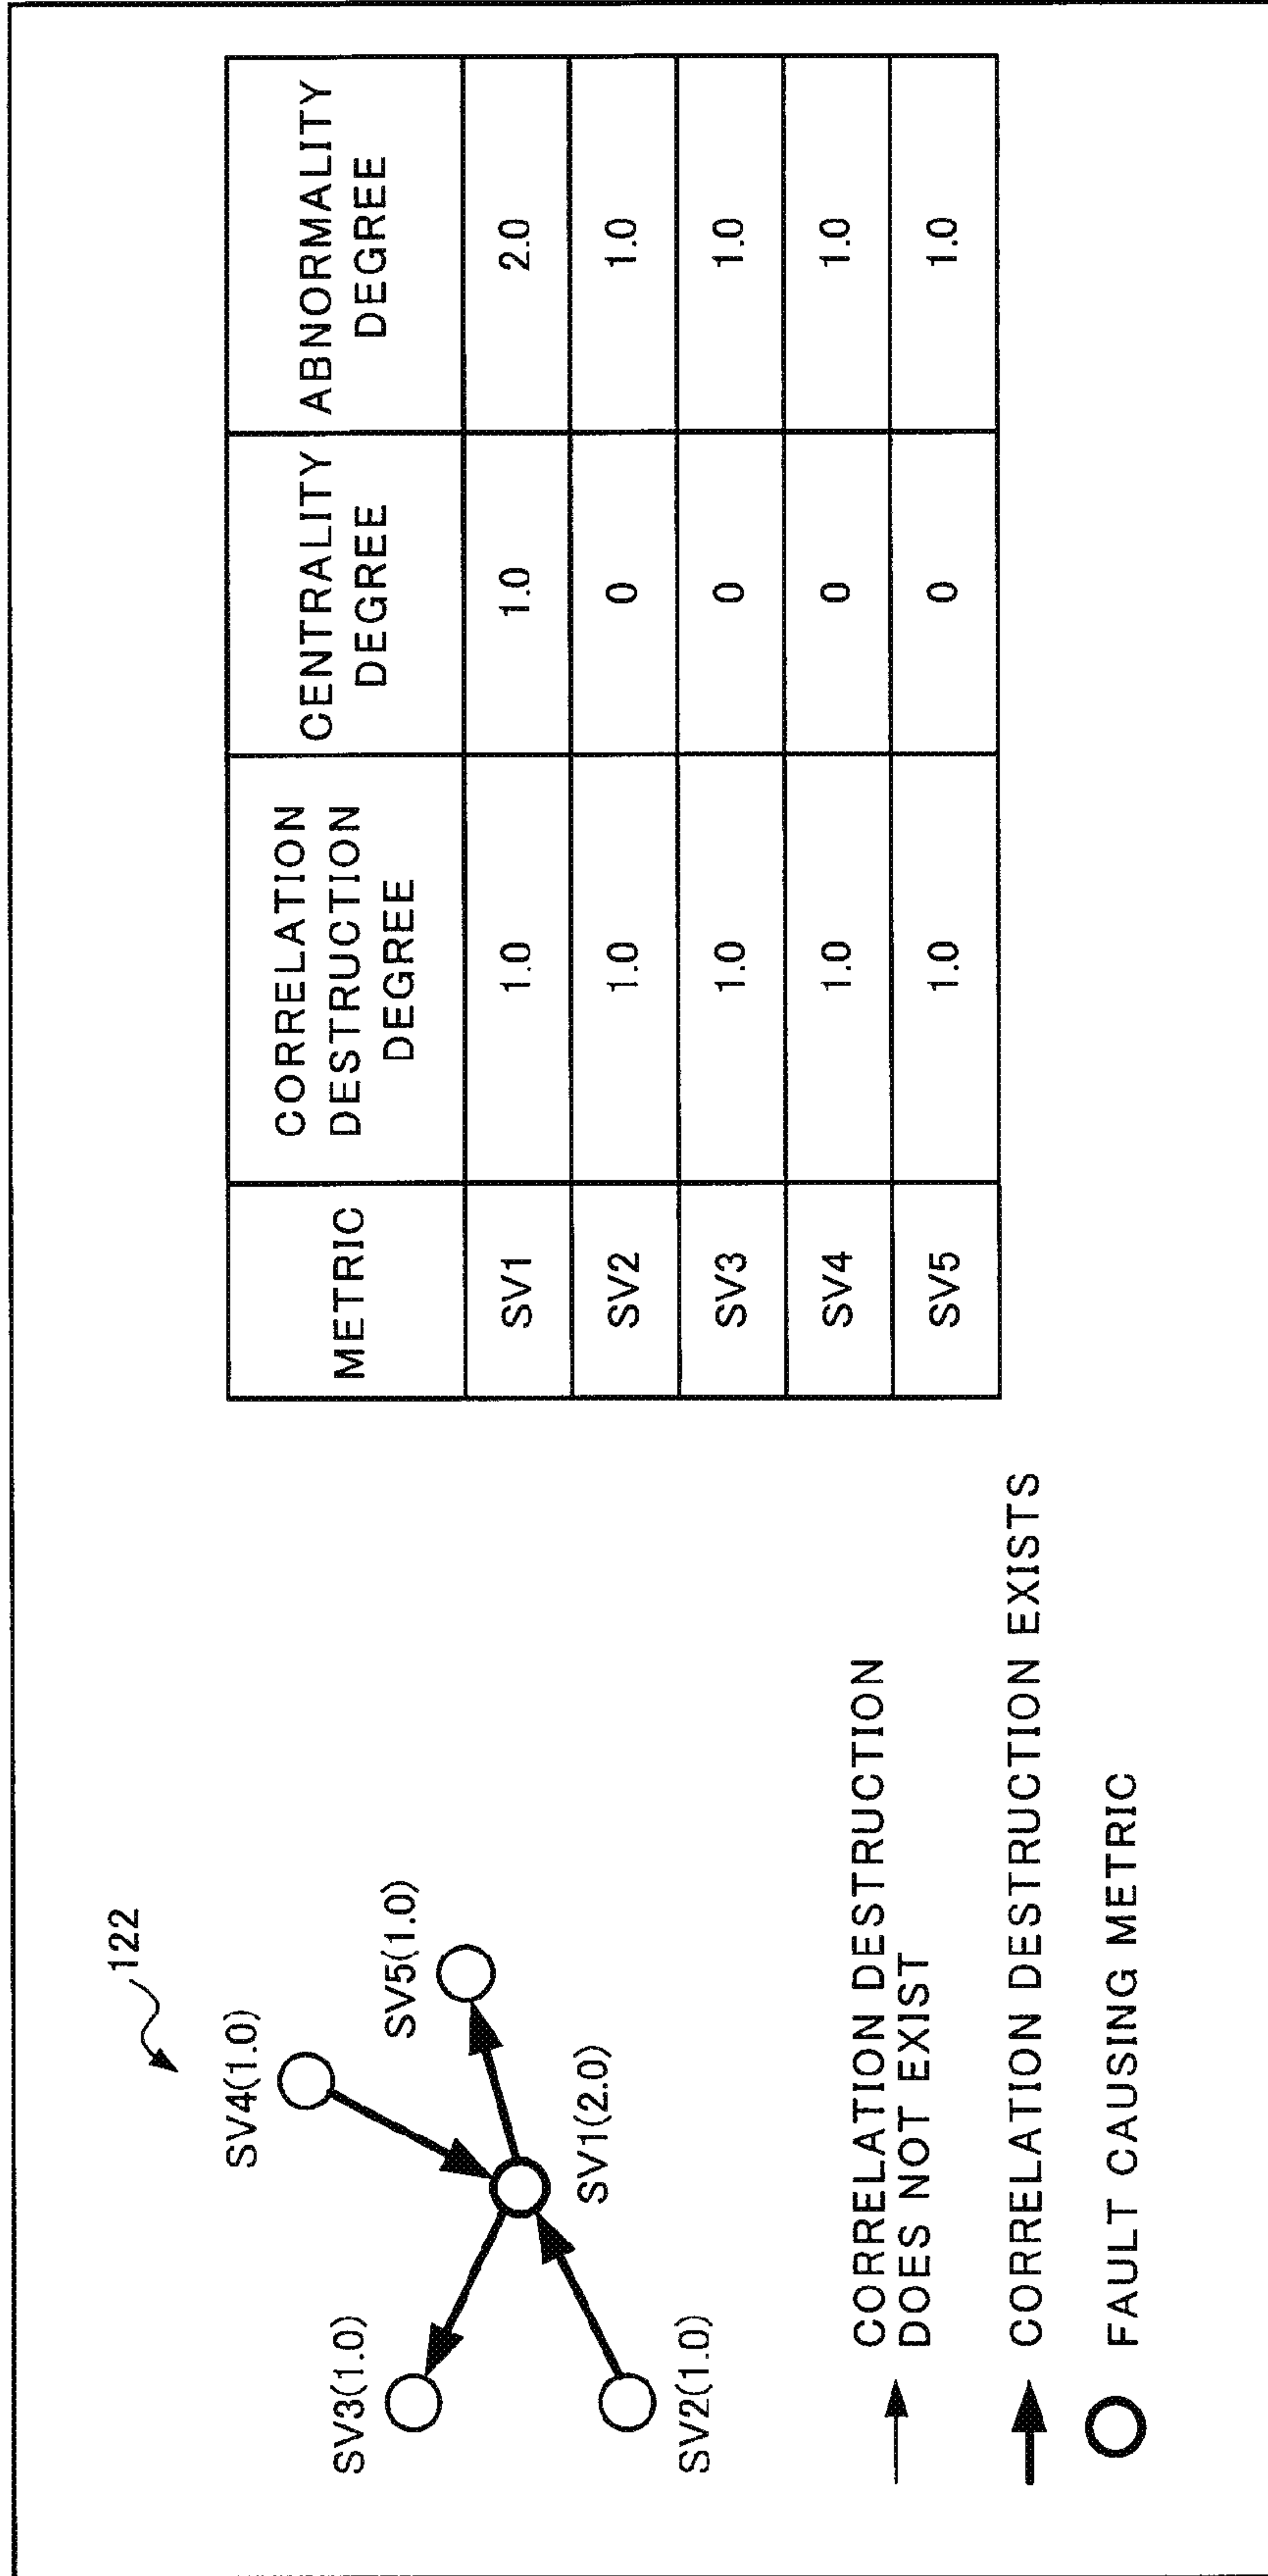 122
SV4(1.0)
SV5(1.0)
SV3(1.0)
SV1(2.0)
SV2(1.0)
CORRELATION DESTRUCTION
DOES NOT EXIST
CORRELATION DESTRUCTION EXISTS
FAULT CAUSING METRIC
METRIC
CORRELATION
DESTRUCTION
DEGREE
CENTRALITY
DEGREE
ABNORMALITY
DEGREE
SV1 1.0 1.0 2.0
SV2 1.0 0 1.0
SV3 1.0 0 1.0
SV4 1.0 0 1.0
SV5 1.0 0 1.0